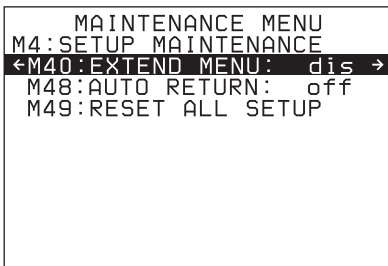 MAINTENANCE MENU
M4:SETUP MAINTENANCE
←M40:EXTEND MENU: dis →
M48:AUTO RETURN: off
M49:RESET ALL SETUP